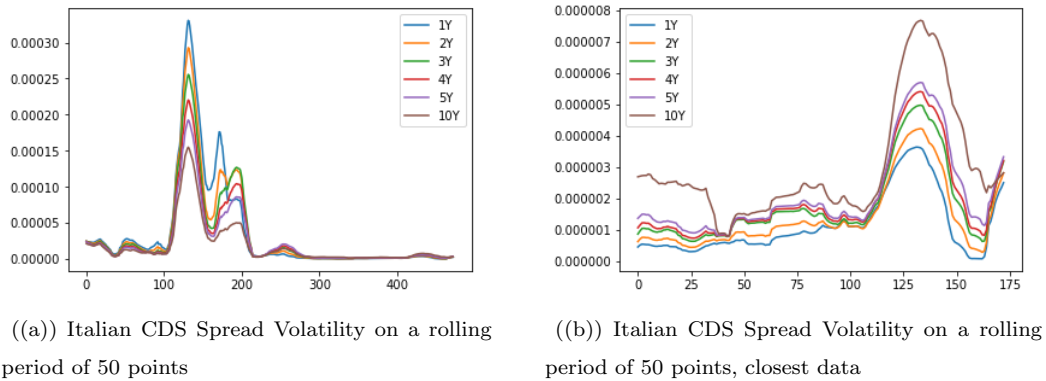 0.00030
0.00025
0.00020
0.00015
0.00010
0.00005
0.00000
0 100 200 300 400
1Y
2Y
3Y
4Y
5Y
10Y
((a)) Italian CDS Spread Volatility on a rolling
period of 50 points
0.000008
0.000007
0.000006
0.000005
0.000004
0.000003
0.000002
0.000001
0.000000
0 25 50 75 100 125 150 175
1Y
2Y
3Y
4Y
5Y
10Y
((b)) Italian CDS Spread Volatility on a rolling
period of 50 points, closest data